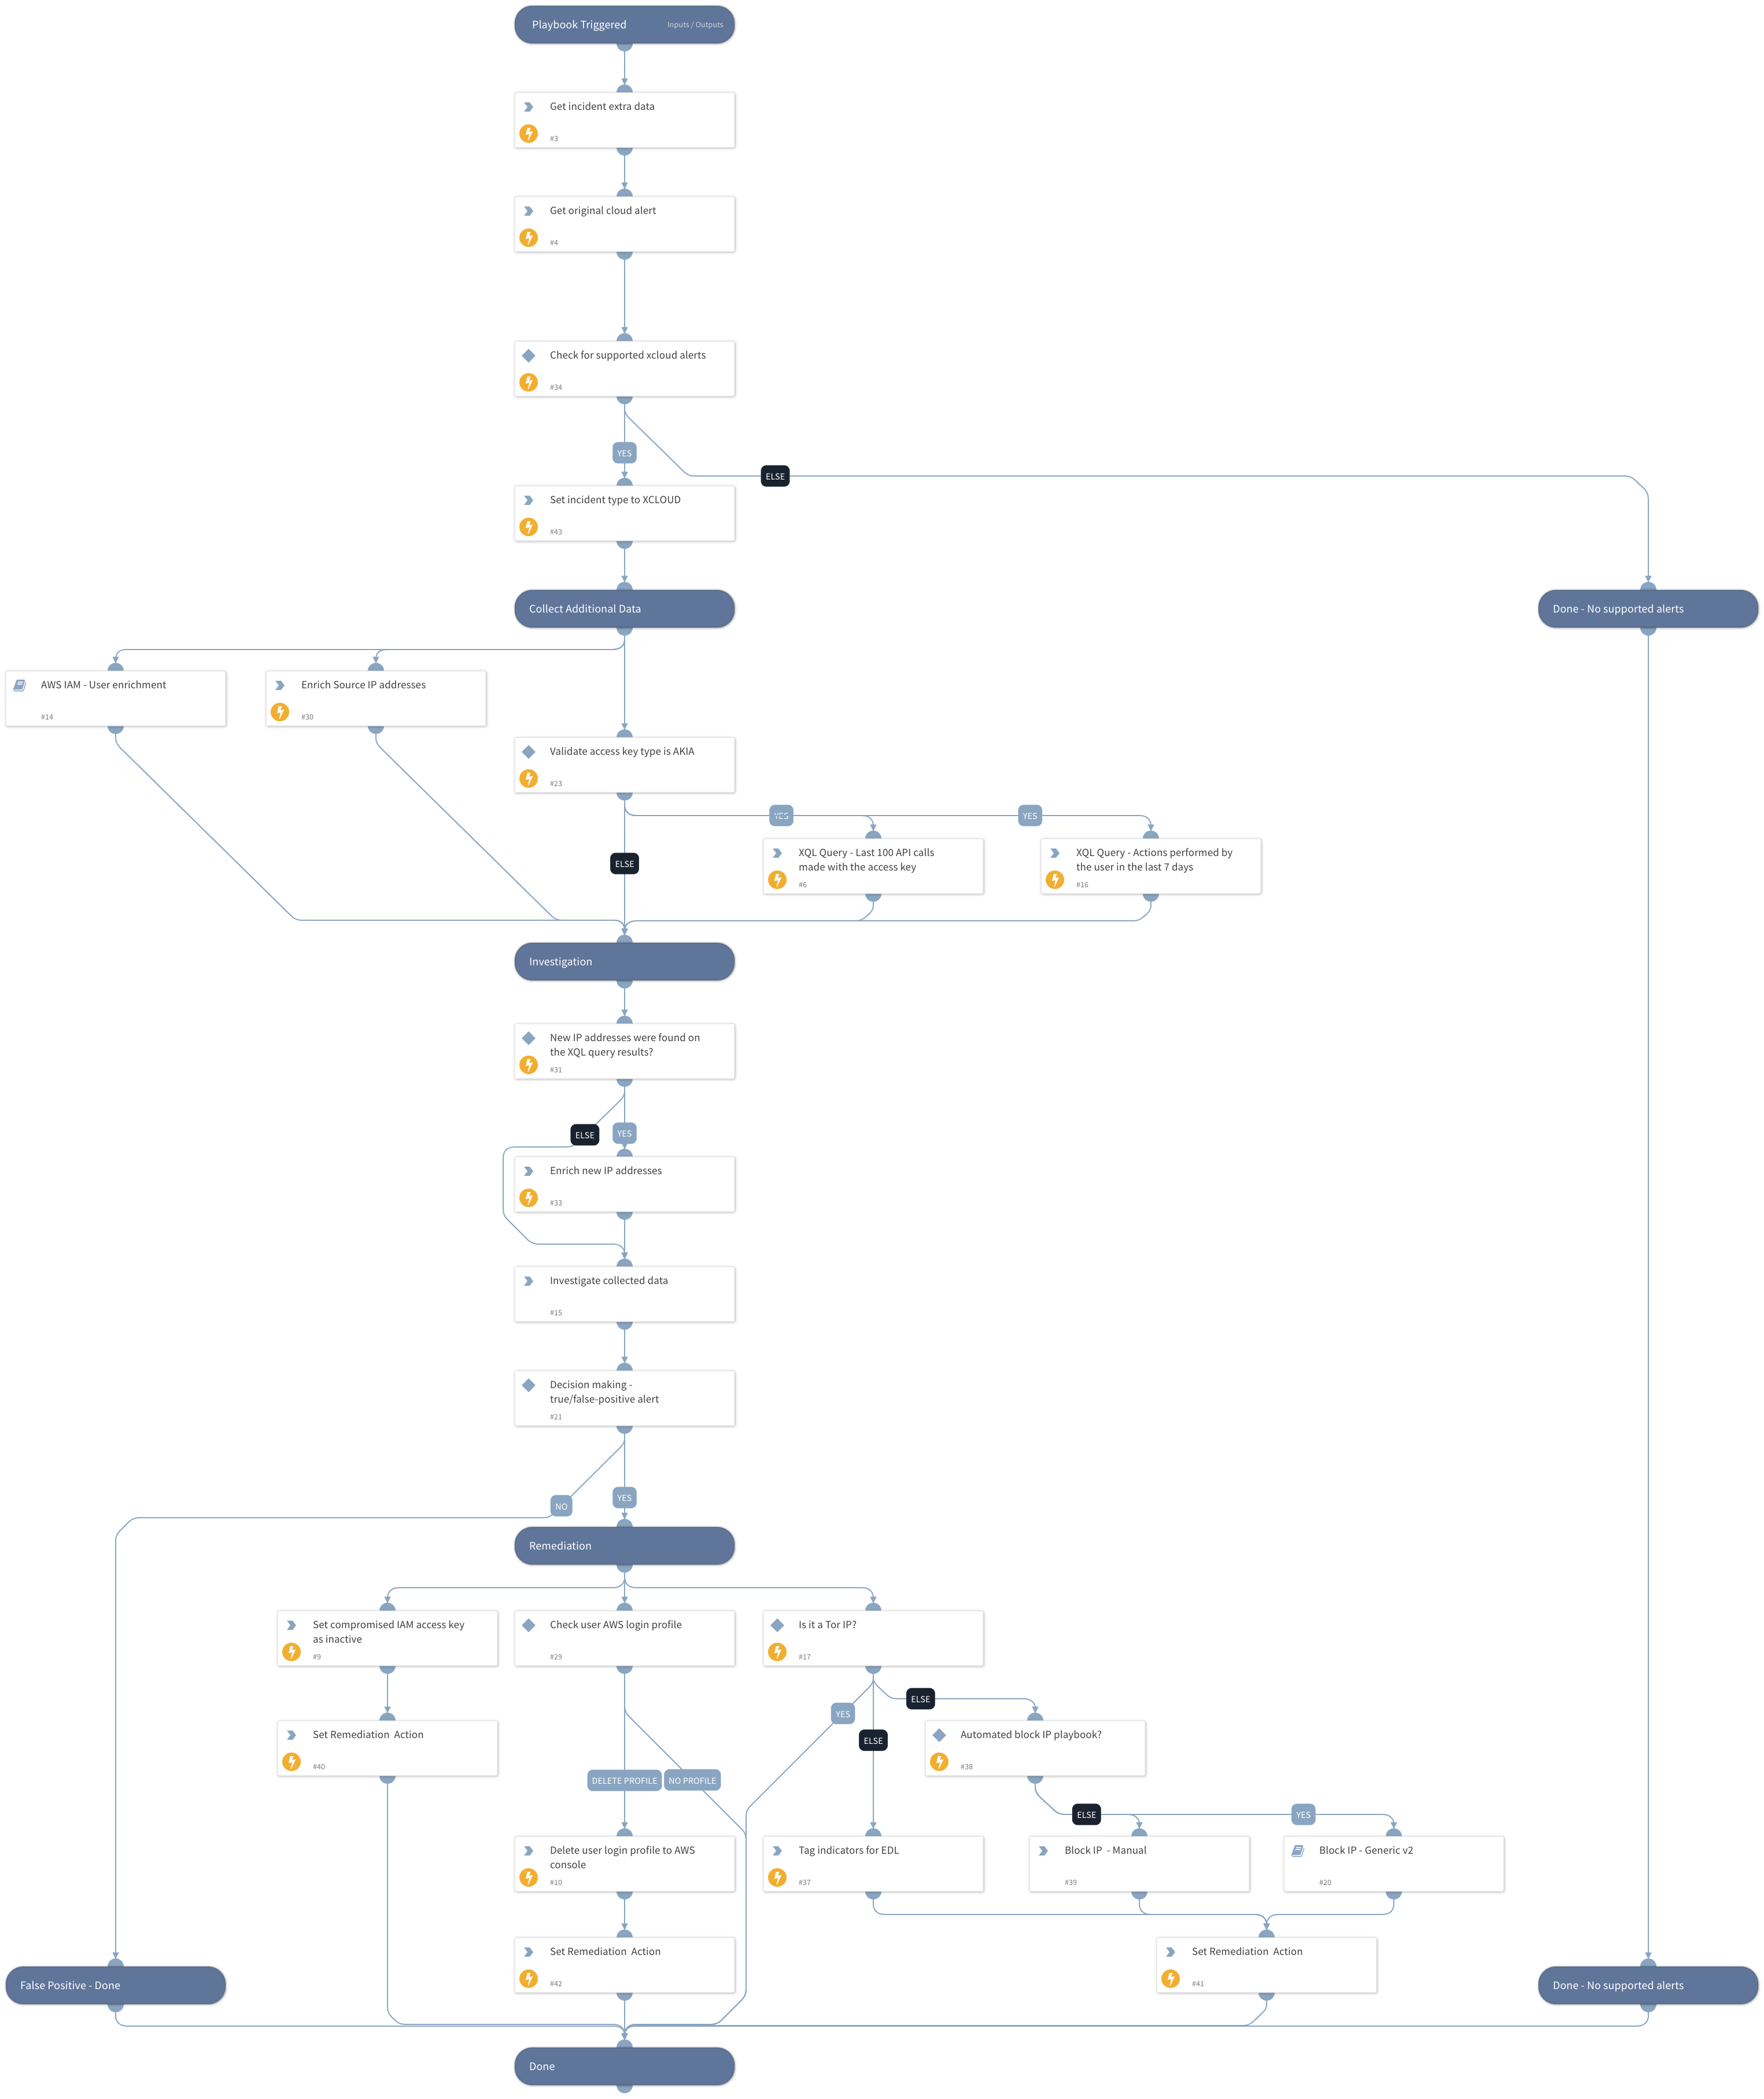 Playbook Triggered
Inputs / Outputs
Get incident extra data
#3
Get original cloud alert
#4
Check for supported xcloud alerts
#34
YES
ELSE
Set incident type to XCLOUD
#43
Collect Additional Data
Done - No supported alerts
AWS IAM - User enrichment
#14
Enrich Source IP addresses
#30
Validate access key type is AKIA
#23
YES
YES
ELSE
XQL Query - Last 100 API calls
made with the access key
#6
XQL Query - Actions performed by
the user in the last 7 days
#16
Investigation
New IP addresses were found on
the XQL query results?
#31
ELSE
YES
Enrich new IP addresses
#33
Investigate collected data
#15
Decision making -
true/false-positive alert
#21
NO
YES
Remediation
Set compromised IAM access key
as inactive
#9
Check user AWS login profile
#29
Is it a Tor IP?
#17
YES
ELSE
ELSE
Set Remediation  Action
#40
Automated block IP playbook?
#38
DELETE PROFILE
NO PROFILE
ELSE
YES
Delete user login profile to AWS
console
#10
Tag indicators for EDL
#37
Block IP  - Manual
#39
Block IP - Generic v2
#20
Set Remediation  Action
#42
Set Remediation  Action
#41
False Positive - Done
Done - No supported alerts
Done